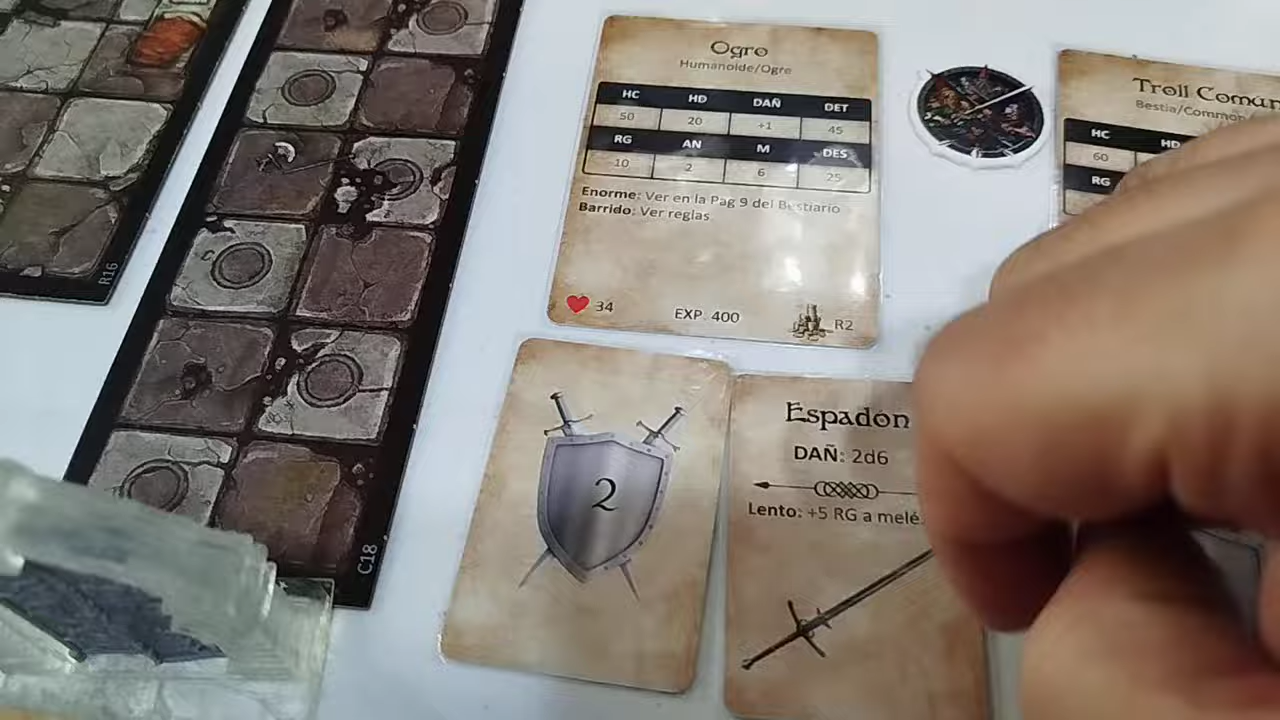 Ogro
Humanoide/Ogre
HC HD DAÑ DET
50 20 +1 45
RG AN M DES
-10 2 6 25
Enorme: Ver en la Pag 9 del Bestiario
Barrido: Ver reglas
34 EXP. 400 R2
Troll Comun
Bestia/Common
HC HD
60
RG
2
Espadón
DAÑ: 2d6
Lento: +5 RG a melé
R16
C18